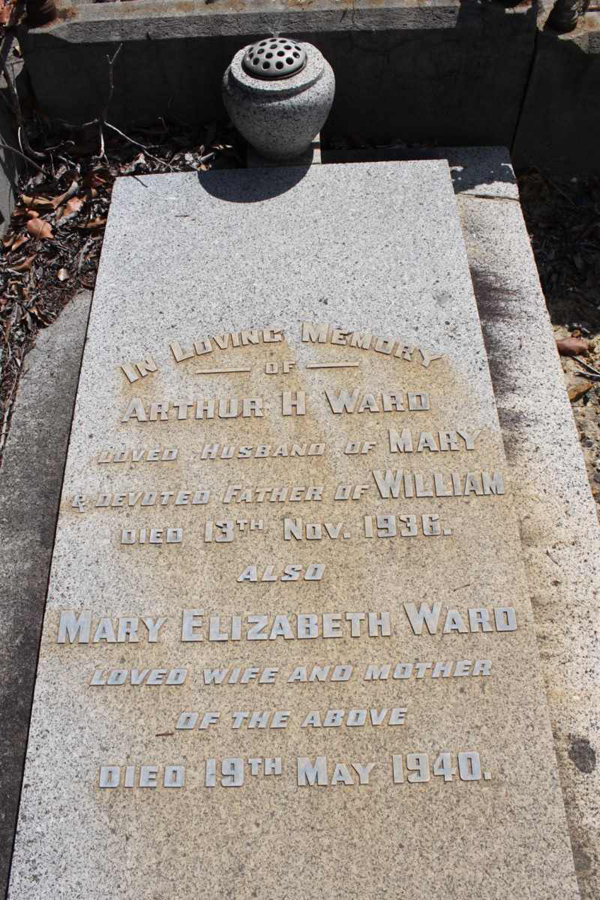 In Loving Memory
OF
Arthur H Ward
LOVED Husband OF MARY
& DEVOTED Father OF WILLIAM
DIED 13TH Nov. 1936.
ALSO
Mary Elizabeth Ward
LOVED WIFE AND MOTHER
OF THE ABOVE
DIED 19TH May 1940.